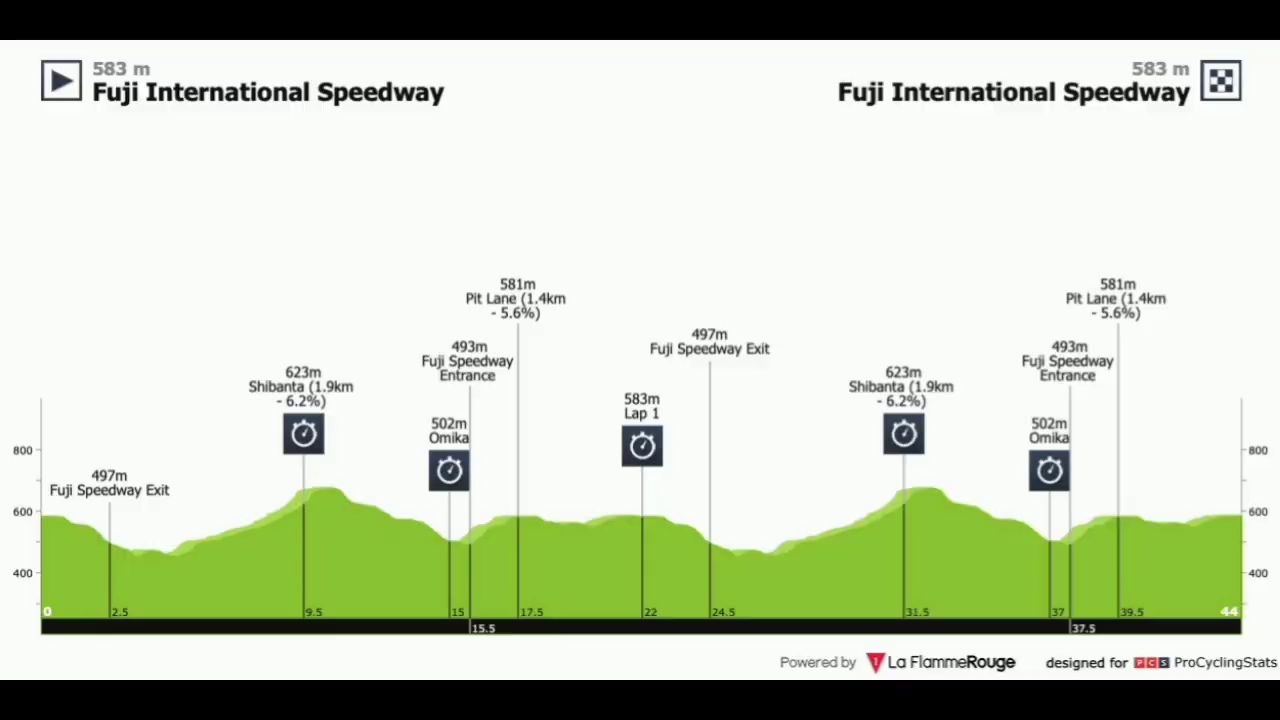 583 m
Fuji International Speedway
583 m
Fuji International Speedway
581m
Pit Lane (1.4km
- 5.6%)
581m
Pit Lane (1.4km
- 5.6%)
497m
Fuji Speedway Exit
493m
Fuji Speedway
Entrance
493m
Fuji Speedway
Entrance
623m
Shibanta (1.9km
- 6.2%)
623m
Shibanta (1.9km
- 6.2%)
583m
Lap 1
502m
Omika
502m
Omika
497m
Fuji Speedway Exit
800
800
600
600
400
400
0
2.5
9.5
15
17.5
22
24.5
31.5
37
39.5
44
15.5
37.5
Powered by La FlammeRouge designed for PCS ProCyclingStats